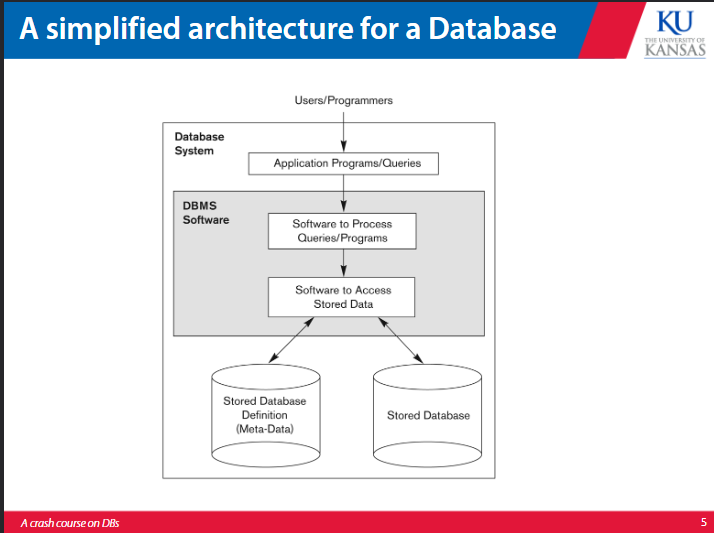 A simplified architecture for a Database
KU
THE UNIVERSITY OF
KANSAS
Users/Programmers
Database
System
Application Programs/Queries
DBMS
Software
Software to Process
Queries/Programs
Software to Access
Stored Data
Stored Database
Definition
(Meta-Data)
Stored Database
A crash course on DBs
5